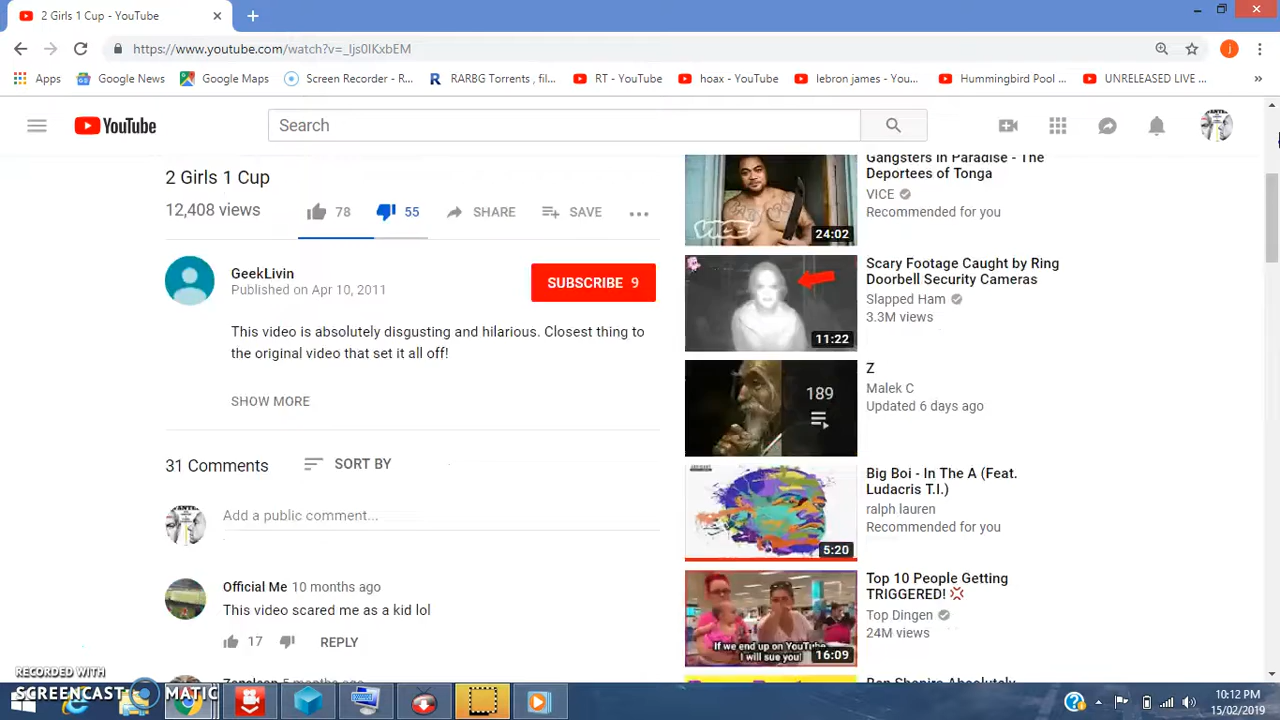 2 Girls 1 Cup - YouTube
https://www.youtube.com/watch?v=_Ijs0IKxbEM
Apps
Google News
Google Maps
Screen Recorder - R...
RARBG Torrents , fil...
RT - YouTube
hoax - YouTube
lebron james - You...
Hummingbird Pool ...
UNRELEASED LIVE ...
YouTube
Search
2 Girls 1 Cup
12,408 views
78
55
SHARE
SAVE
GeekLivin
Published on Apr 10, 2011
SUBSCRIBE 9
This video is absolutely disgusting and hilarious. Closest thing to
the original video that set it all off!
SHOW MORE
31 Comments
SORT BY
Add a public comment...
Official Me 10 months ago
This video scared me as a kid lol
17
REPLY
Gangsters in Paradise - The
Deportees of Tonga
VICE
Recommended for you
VICE
24:02
Scary Footage Caught by Ring
Doorbell Security Cameras
Slapped Ham
3.3M views
11:22
Z
Malek C
Updated 6 days ago
189
Big Boi - In The A (Feat.
Ludacris T.I.)
ralph lauren
Recommended for you
5:20
Top 10 People Getting
TRIGGERED!
Top Dingen
24M views
If we end up on YouTube
I will sue you!
16:09
RECORDED WITH
SCREENCAST MATIC
10:12 PM
15/02/2019